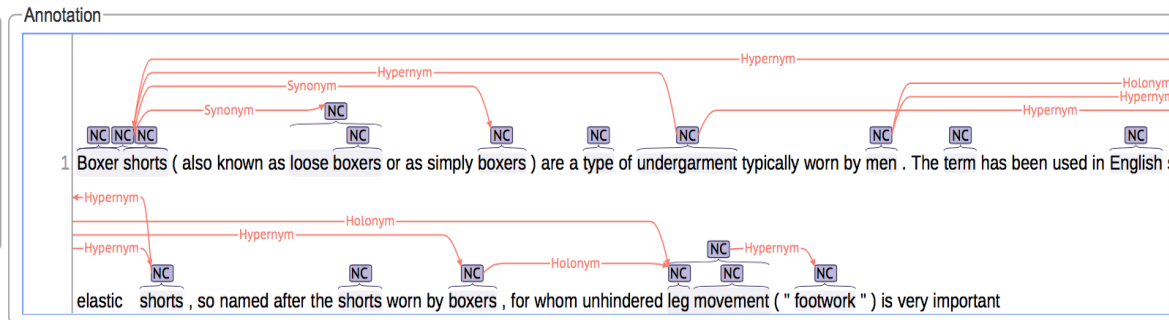 Annotation
Hypernym
Hypernym Holonym
Synonym Hypernym
Synonym NC Hypernym
NC NC NC NC NC NC NC NC NC NC
1 Boxer shorts ( also known as loose boxers or as simply boxers ) are a type of undergarment typically worn by men . The term has been used in English
Hypernym
Holonym
Hypernym
Hypernym Holonym NC Hypernym
NC NC NC NC NC NC
elastic shorts , so named after the shorts worn by boxers , for whom unhindered leg movement ( " footwork " ) is very important